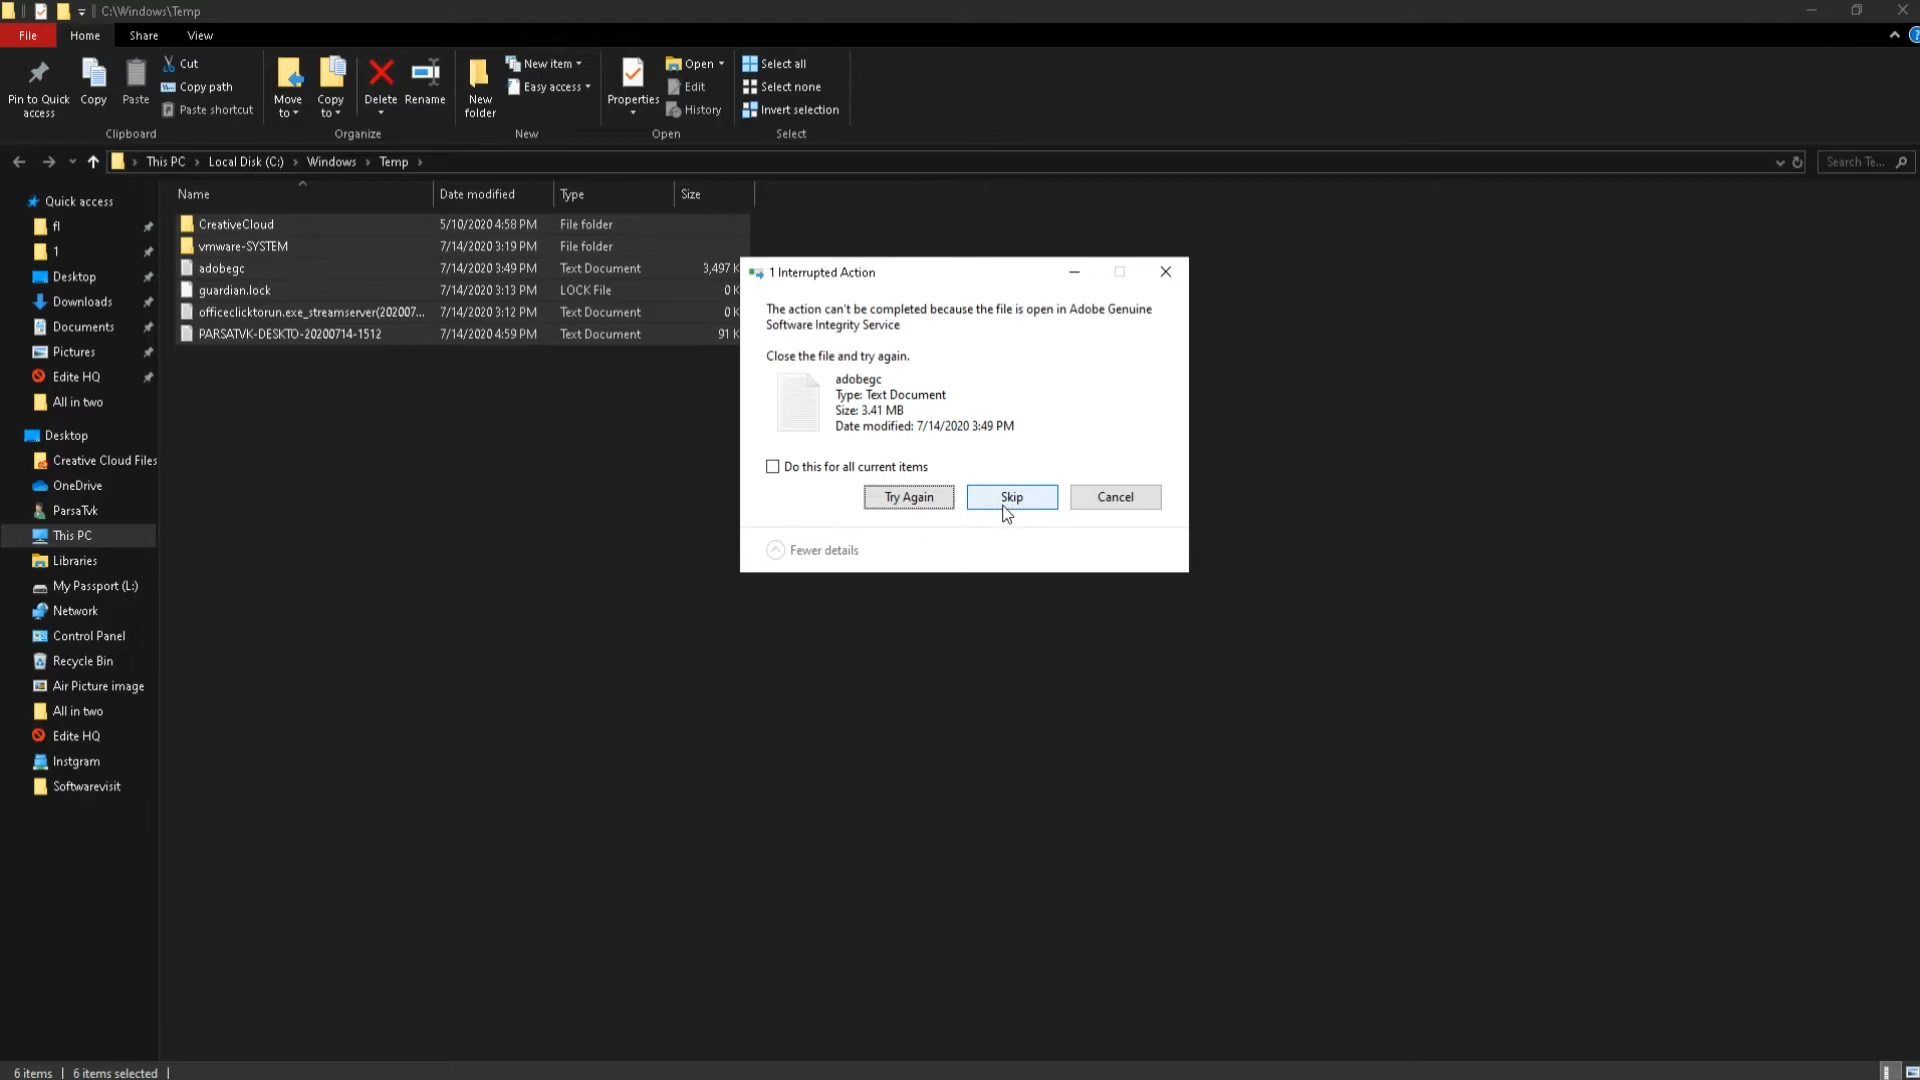 C:\Windows\Temp
File
Home
Share
View
Pin to Quick
access
Copy
Paste
Cut
Copy path
Paste shortcut
Clipboard
Move
to
Copy
to
Delete
Rename
Organize
New
folder
New item
Easy access
New
Properties
Open
Edit
History
Open
Select all
Select none
Invert selection
Select
This PC
Local Disk (C:)
Windows
Temp
Search Te...
Name
Date modified
Type
Size
CreativeCloud 5/10/2020 4:58 PM File folder
vmware-SYSTEM 7/14/2020 3:19 PM File folder
adobegc 7/14/2020 3:49 PM Text Document 3,497 K
guardian.lock 7/14/2020 3:13 PM LOCK File 0 K
officeclicktorun.exe_streamserver(202007... 7/14/2020 3:12 PM Text Document 0 K
PARSATVK-DESKTO-20200714-1512 7/14/2020 4:59 PM Text Document 91 K
Quick access
fl
1
Desktop
Downloads
Documents
Pictures
Edite HQ
All in two
Desktop
Creative Cloud Files
OneDrive
ParsaTvk
This PC
Libraries
My Passport (L:)
Network
Control Panel
Recycle Bin
Air Picture image
All in two
Edite HQ
Instgram
Softwarevisit
1 Interrupted Action
The action can't be completed because the file is open in Adobe Genuine
Software Integrity Service
Close the file and try again.
adobegc
Type: Text Document
Size: 3.41 MB
Date modified: 7/14/2020 3:49 PM
Do this for all current items
Try Again
Skip
Cancel
Fewer details
6 items
6 items selected